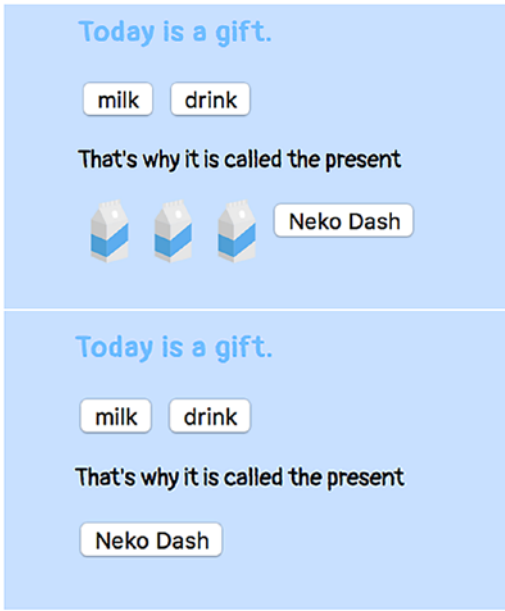 Today is a gift.
milk drink
That's why it is called the present
Neko Dash
Today is a gift.
milk drink
That's why it is called the present
Neko Dash